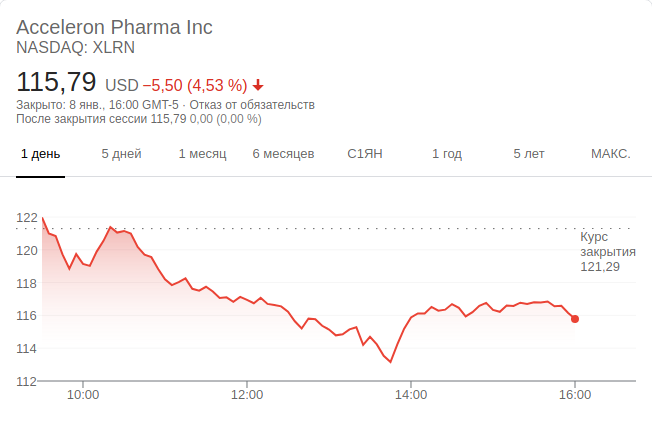 Acceleron Pharma Inc
NASDAQ: XLRN
115,79 USD −5,50 (4,53 %)
Закрыто: 8 янв., 16:00 GMT-5 · Отказ от обязательств
После закрытия сессии 115,79 0,00 (0,00 %)
1 день 5 дней 1 месяц 6 месяцев С1ЯН 1 год 5 лет МАКС.
122
120
118
116
114
112
Курс
закрытия
121,29
10:00 12:00 14:00 16:00